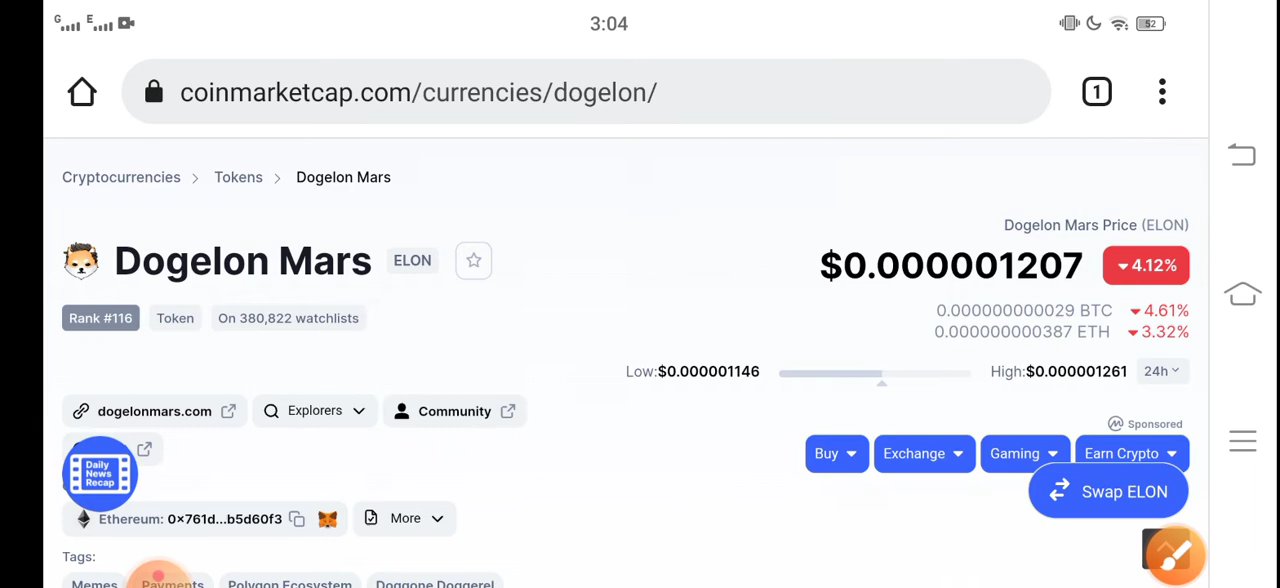 G E 3:04 52
coinmarketcap.com/currencies/dogelon/ 1
Cryptocurrencies > Tokens > Dogelon Mars
Dogelon Mars Price (ELON)
Dogelon Mars ELON $0.000001207 4.12%
Rank #116 Token On 380,822 watchlists 0.000000000029 BTC 4.61%
0.000000000387 ETH 3.32%
Low:$0.000001146 High:$0.000001261 24h
dogelonmars.com Explorers Community
Sponsored
Buy Exchange Gaming Earn Crypto
Daily
News
Recap
Swap ELON
Ethereum: 0x761d...b5d60f3 More
Tags:
Memes Payments Polygon Ecosystem Doggone Doggerel